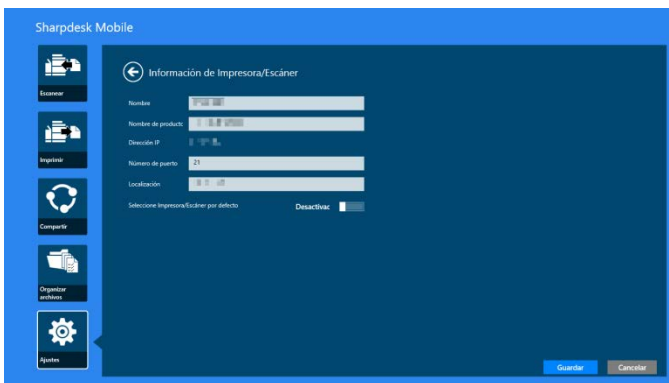 Sharpdesk Mobile
Escanear
Imprimir
Compartir
Organizar
archivos
Ajustes
Información de Impresora/Escáner
Nombre
Nombre de producto
Dirección IP
Número de puerto 21
Localización
Seleccione Impresora/Escáner por defecto Desactivac
Guardar Cancelar